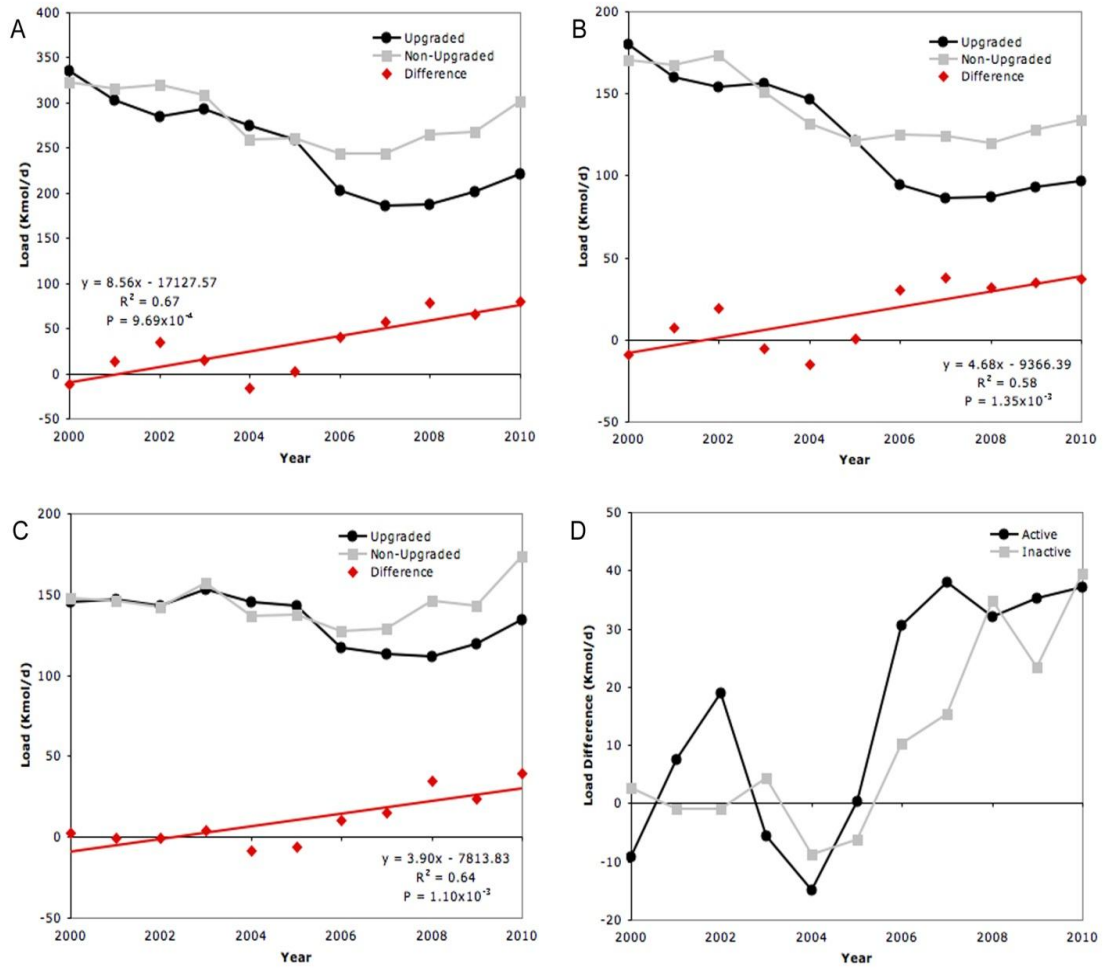 A
400
350
300
250
200
150
100
50
0
-50
Load (Kmol/d)
Upgraded
Non-Upgraded
Difference
y = 8.56x - 17127.57
R² = 0.67
P = 9.69x10⁻⁴
2000 2002 2004 2006 2008 2010
Year
B
200
150
100
50
0
-50
Load (Kmol/d)
Upgraded
Non-Upgraded
Difference
y = 4.68x - 9366.39
R² = 0.58
P = 1.35x10⁻³
2000 2002 2004 2006 2008 2010
Year
C
200
150
100
50
0
-50
Load (Kmol/d)
Upgraded
Non-Upgraded
Difference
y = 3.90x - 7813.83
R² = 0.64
P = 1.10x10⁻³
2000 2002 2004 2006 2008 2010
Year
D
50
40
30
20
10
0
-10
-20
Load Difference (Kmol/d)
Active
Inactive
2000 2002 2004 2006 2008 2010
Year